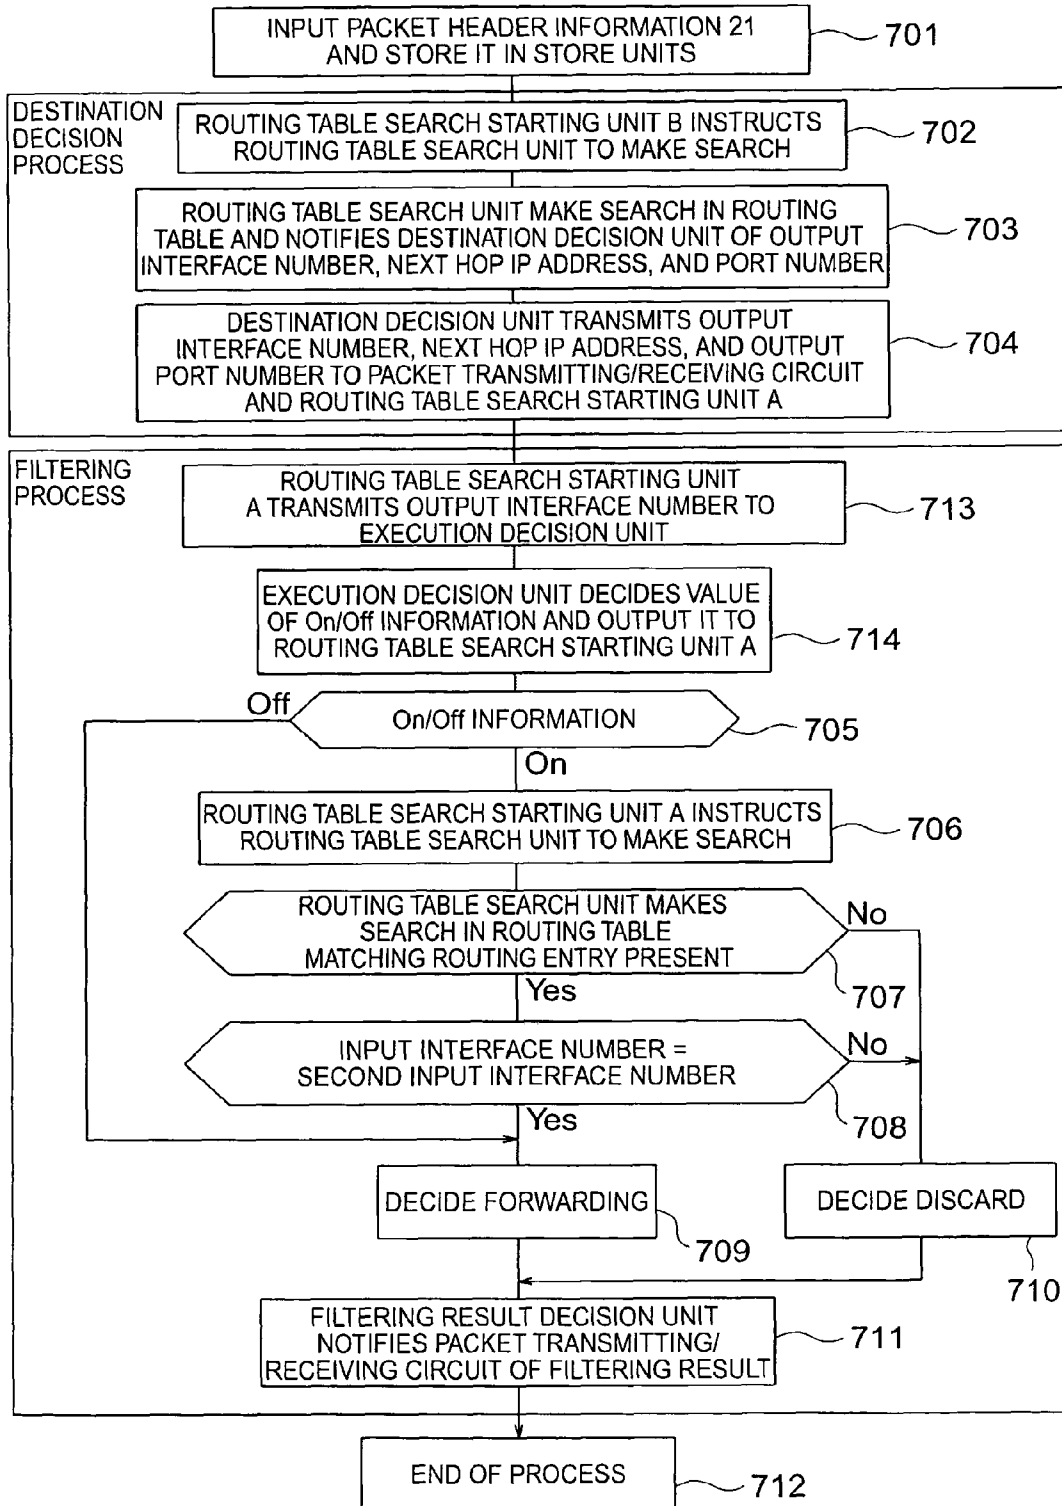 INPUT PACKET HEADER INFORMATION 21
AND STORE IT IN STORE UNITS
701
DESTINATION
DECISION
PROCESS
ROUTING TABLE SEARCH STARTING UNIT B INSTRUCTS
ROUTING TABLE SEARCH UNIT TO MAKE SEARCH
702
ROUTING TABLE SEARCH UNIT MAKE SEARCH IN ROUTING
TABLE AND NOTIFIES DESTINATION DECISION UNIT OF OUTPUT
INTERFACE NUMBER, NEXT HOP IP ADDRESS, AND PORT NUMBER
703
DESTINATION DECISION UNIT TRANSMITS OUTPUT
INTERFACE NUMBER, NEXT HOP IP ADDRESS, AND OUTPUT
PORT NUMBER TO PACKET TRANSMITTING/RECEIVING CIRCUIT
AND ROUTING TABLE SEARCH STARTING UNIT A
704
FILTERING
PROCESS
ROUTING TABLE SEARCH STARTING UNIT
A TRANSMITS OUTPUT INTERFACE NUMBER TO
EXECUTION DECISION UNIT
713
EXECUTION DECISION UNIT DECIDES VALUE
OF On/Off INFORMATION AND OUTPUT IT TO
ROUTING TABLE SEARCH STARTING UNIT A
714
Off
On/Off INFORMATION
705
On
ROUTING TABLE SEARCH STARTING UNIT A INSTRUCTS
ROUTING TABLE SEARCH UNIT TO MAKE SEARCH
706
ROUTING TABLE SEARCH UNIT MAKES
SEARCH IN ROUTING TABLE
MATCHING ROUTING ENTRY PRESENT
No
707
Yes
INPUT INTERFACE NUMBER =
SECOND INPUT INTERFACE NUMBER
No
708
Yes
DECIDE FORWARDING
709
DECIDE DISCARD
710
FILTERING RESULT DECISION UNIT
NOTIFIES PACKET TRANSMITTING/
RECEIVING CIRCUIT OF FILTERING RESULT
711
END OF PROCESS
712